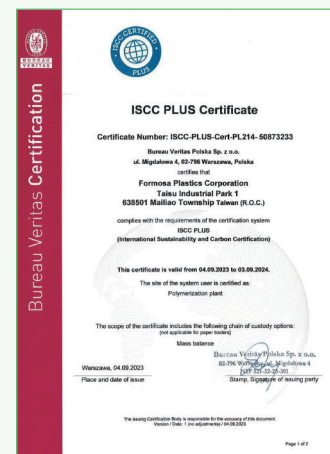 BUREAU
VERITAS
Bureau Veritas Certification
ISCC CERTIFIED
PLUS
ISCC PLUS Certificate
Certificate Number: ISCC-PLUS-Cert-PL214- 50873233
Bureau Veritas Polska Sp. z o.o.
ul. Migdalowa 4, 02-796 Warszawa, Polska
certifies that
Formosa Plastics Corporation
Taisu Industrial Park 1
638501 Mailiao Township Taiwan (R.O.C.)
complies with the requirements of the certification system
ISCC PLUS
(International Sustainability and Carbon Certification)
This certificate is valid from 04.09.2023 to 03.09.2024.
The site of the system user is certified as:
Polymerization plant
The scope of the certificate includes the following chain of custody options:
(not applicable for paper traders)
Mass balance
Bureau Veritas Polska Sp. z o.o.
02-796 Warszawa, ul. Migdałowa 4
Warszawa, 04.09.2023
Place and date of issue
Stamp, Signature of issuing party
The issuing Certification Body is responsible for the accuracy of this document.
Version / Date: 1 (no adjustments) / 04.09.2023
Page 1 of 2